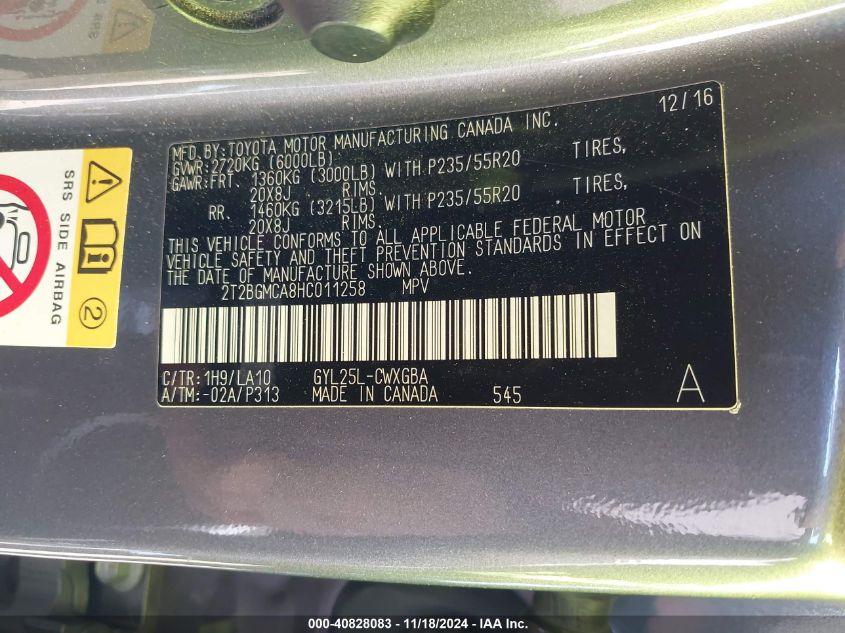 12/16
MFD.BY:TOYOTA MOTOR MANUFACTURING CANADA INC.
GVWR:2720KG (6000LB)
GAWR:FRT. 1360KG (3000LB) WITH P235/55R20 TIRES,
20X8J RIMS.
RR. 1460KG (3215LB) WITH P235/55R20 TIRES,
20X8J RIMS.
THIS VEHICLE CONFORMS TO ALL APPLICABLE FEDERAL MOTOR
VEHICLE SAFETY AND THEFT PREVENTION STANDARDS IN EFFECT ON
THE DATE OF MANUFACTURE SHOWN ABOVE.
2T2BGMCA8HC011258 MPV
C/TR:1H9/LA10 GYL25L-CWXGBA
A/TM:-02A/P313 MADE IN CANADA 545 A
SRS SIDE AIRBAG
2
000-40828083 - 11/18/2024 - IAA Inc.